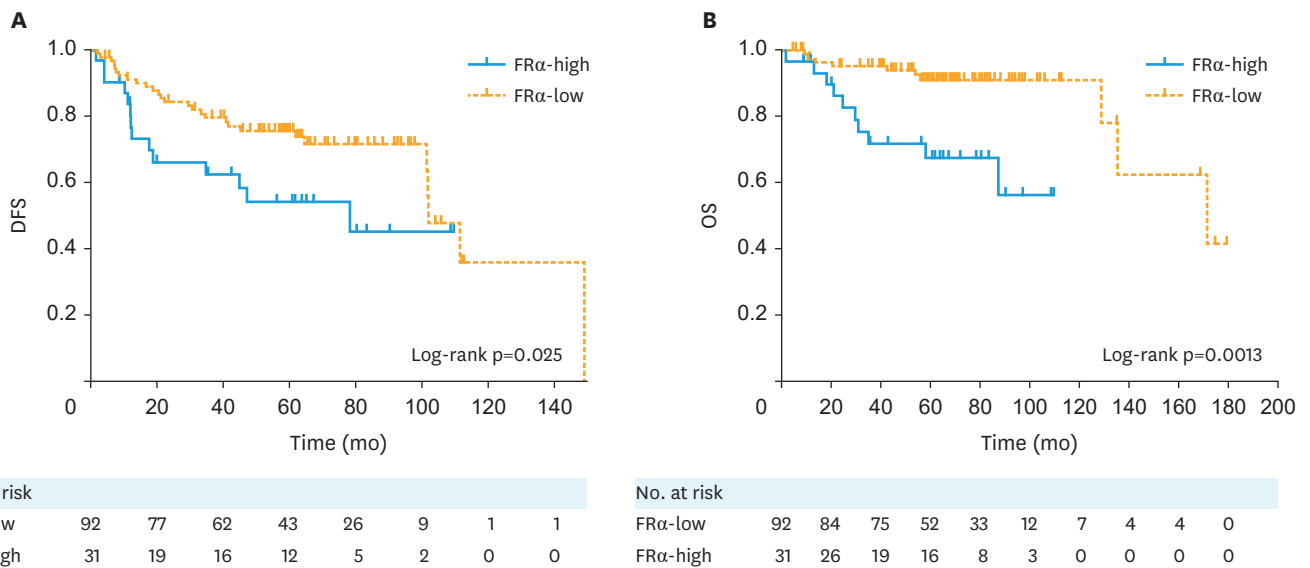 A
1.0
0.8
0.6
0.4
0.2
DFS
FRα-high
FRα-low
Log-rank p=0.025
0 20 40 60 80 100 120 140
Time (mo)
risk
w 92 77 62 43 26 9 1 1
gh 31 19 16 12 5 2 0 0
B
1.0
0.8
0.6
0.4
0.2
OS
FRα-high
FRα-low
Log-rank p=0.0013
0 20 40 60 80 100 120 140 160 180 200
Time (mo)
No. at risk
FRα-low 92 84 75 52 33 12 7 4 4 0
FRα-high 31 26 19 16 8 3 0 0 0 0